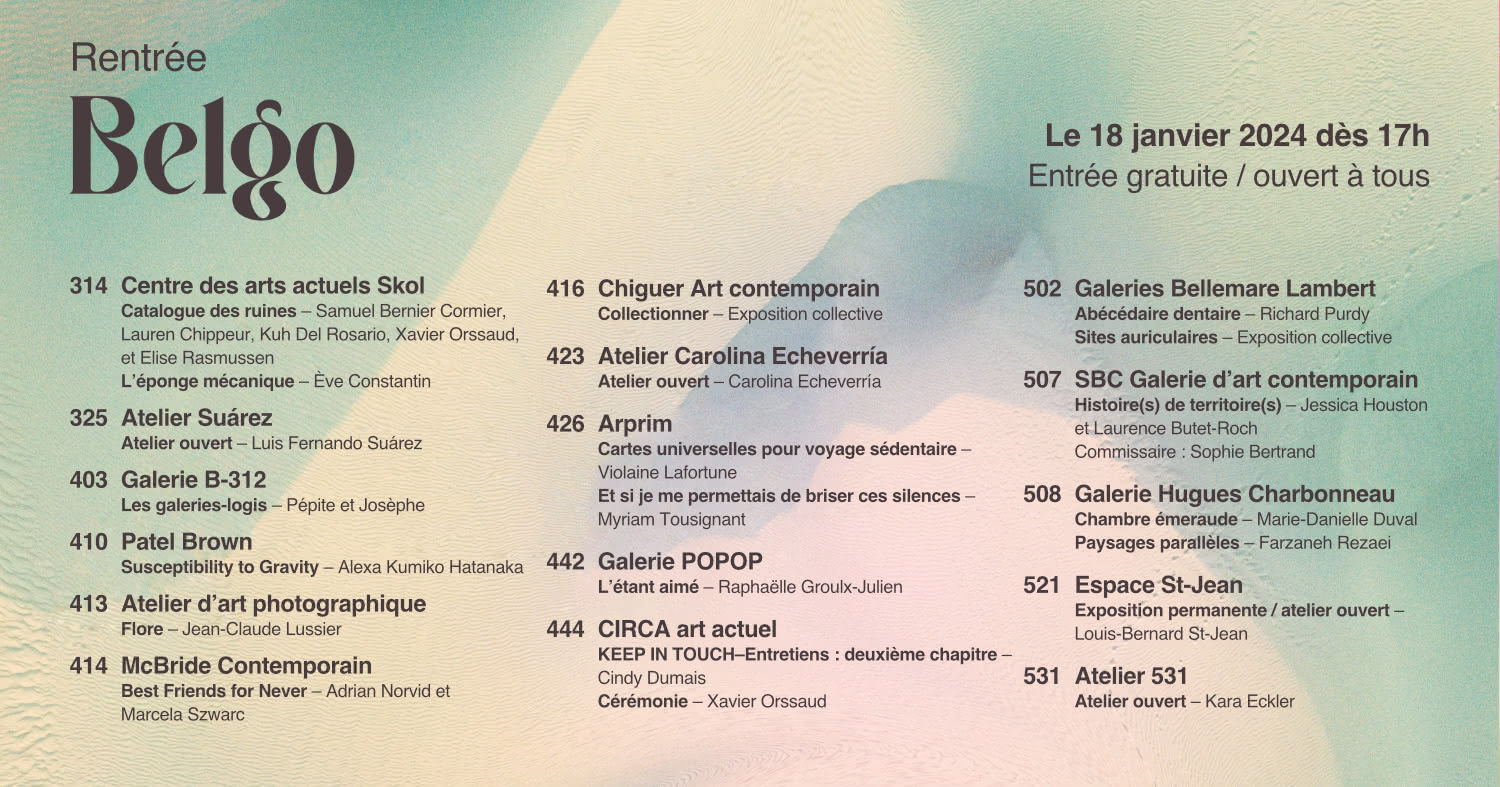 Rentrée
Belgo
Le 18 janvier 2024 dès 17h
Entrée gratuite / ouvert à tous
314 Centre des arts actuels Skol
Catalogue des ruines – Samuel Bernier Cormier,
Lauren Chippeur, Kuh Del Rosario, Xavier Orssaud,
et Elise Rasmussen
L'éponge mécanique – Ève Constantin
325 Atelier Suárez
Atelier ouvert – Luis Fernando Suárez
403 Galerie B-312
Les galeries-logis – Pépite et Josèphe
410 Patel Brown
Susceptibility to Gravity – Alexa Kumiko Hatanaka
413 Atelier d'art photographique
Flore – Jean-Claude Lussier
414 McBride Contemporain
Best Friends for Never – Adrian Norvid et
Marcela Szwarc
416 Chiguer Art contemporain
Collectionner – Exposition collective
423 Atelier Carolina Echeverría
Atelier ouvert – Carolina Echeverría
426 Arprim
Cartes universelles pour voyage sédentaire –
Violaine Lafortune
Et si je me permettais de briser ces silences –
Myriam Tousignant
442 Galerie POPOP
L'étant aimé – Raphaëlle Groulx-Julien
444 CIRCA art actuel
KEEP IN TOUCH–Entretiens : deuxième chapitre –
Cindy Dumais
Cérémonie – Xavier Orssaud
502 Galeries Bellemare Lambert
Abécédaire dentaire – Richard Purdy
Sites auriculaires – Exposition collective
507 SBC Galerie d'art contemporain
Histoire(s) de territoire(s) – Jessica Houston
et Laurence Butet-Roch
Commissaire : Sophie Bertrand
508 Galerie Hugues Charbonneau
Chambre émeraude – Marie-Danielle Duval
Paysages parallèles – Farzaneh Rezaei
521 Espace St-Jean
Exposition permanente / atelier ouvert –
Louis-Bernard St-Jean
531 Atelier 531
Atelier ouvert – Kara Eckler